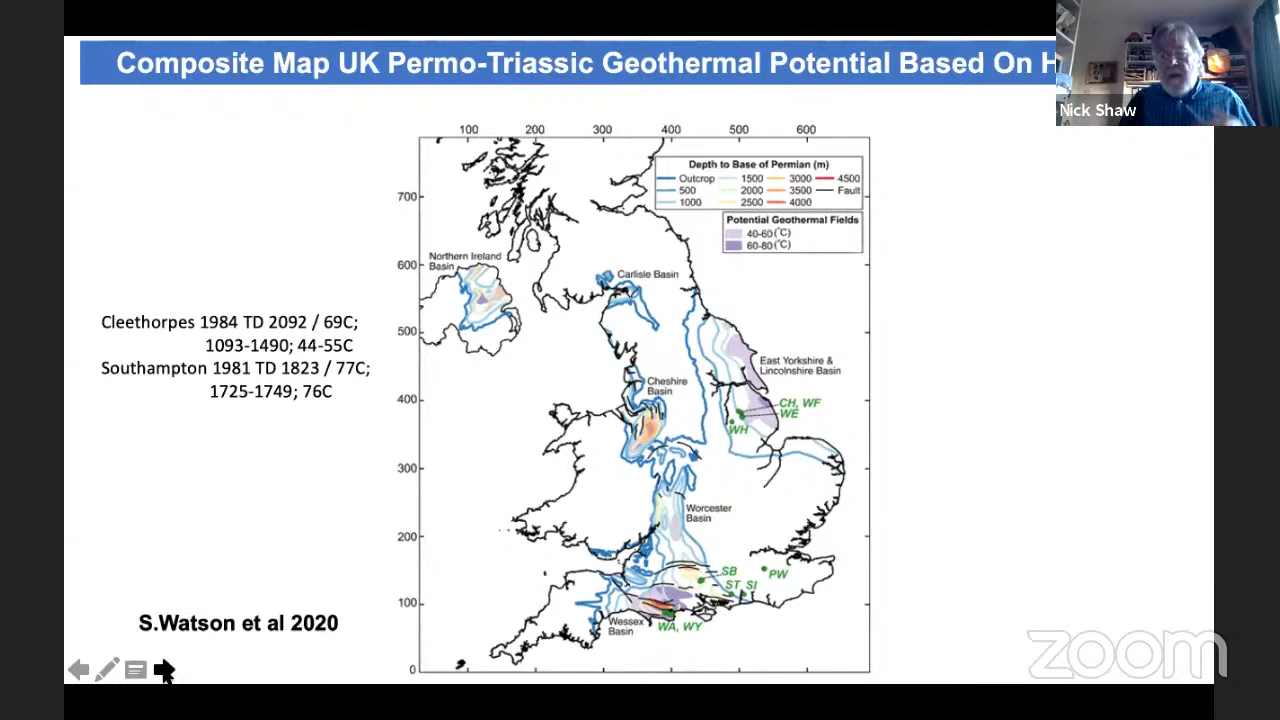 Composite Map UK Permo-Triassic Geothermal Potential Based On H
Nick Shaw
100 200 300 400 500 600
Depth to Base of Permian (m)
Outcrop 1500 3000 4500
500 2000 3500 Fault
1000 2500 4000
Potential Geothermal Fields
40-60(°C)
60-80(°C)
700
600
500
400
300
200
100
0
Northern Ireland
Basin
Carlisle Basin
Cleethorpes 1984 TD 2092 / 69C;
1093-1490; 44-55C
Southampton 1981 TD 1823 / 77C;
1725-1749; 76C
East Yorkshire &
Lincolnshire Basin
Cheshire
Basin
CH, WF
WE
WH
Worcester
Basin
SB
PW
ST SI
Wessex
Basin
WA, WY
S.Watson et al 2020
zoom